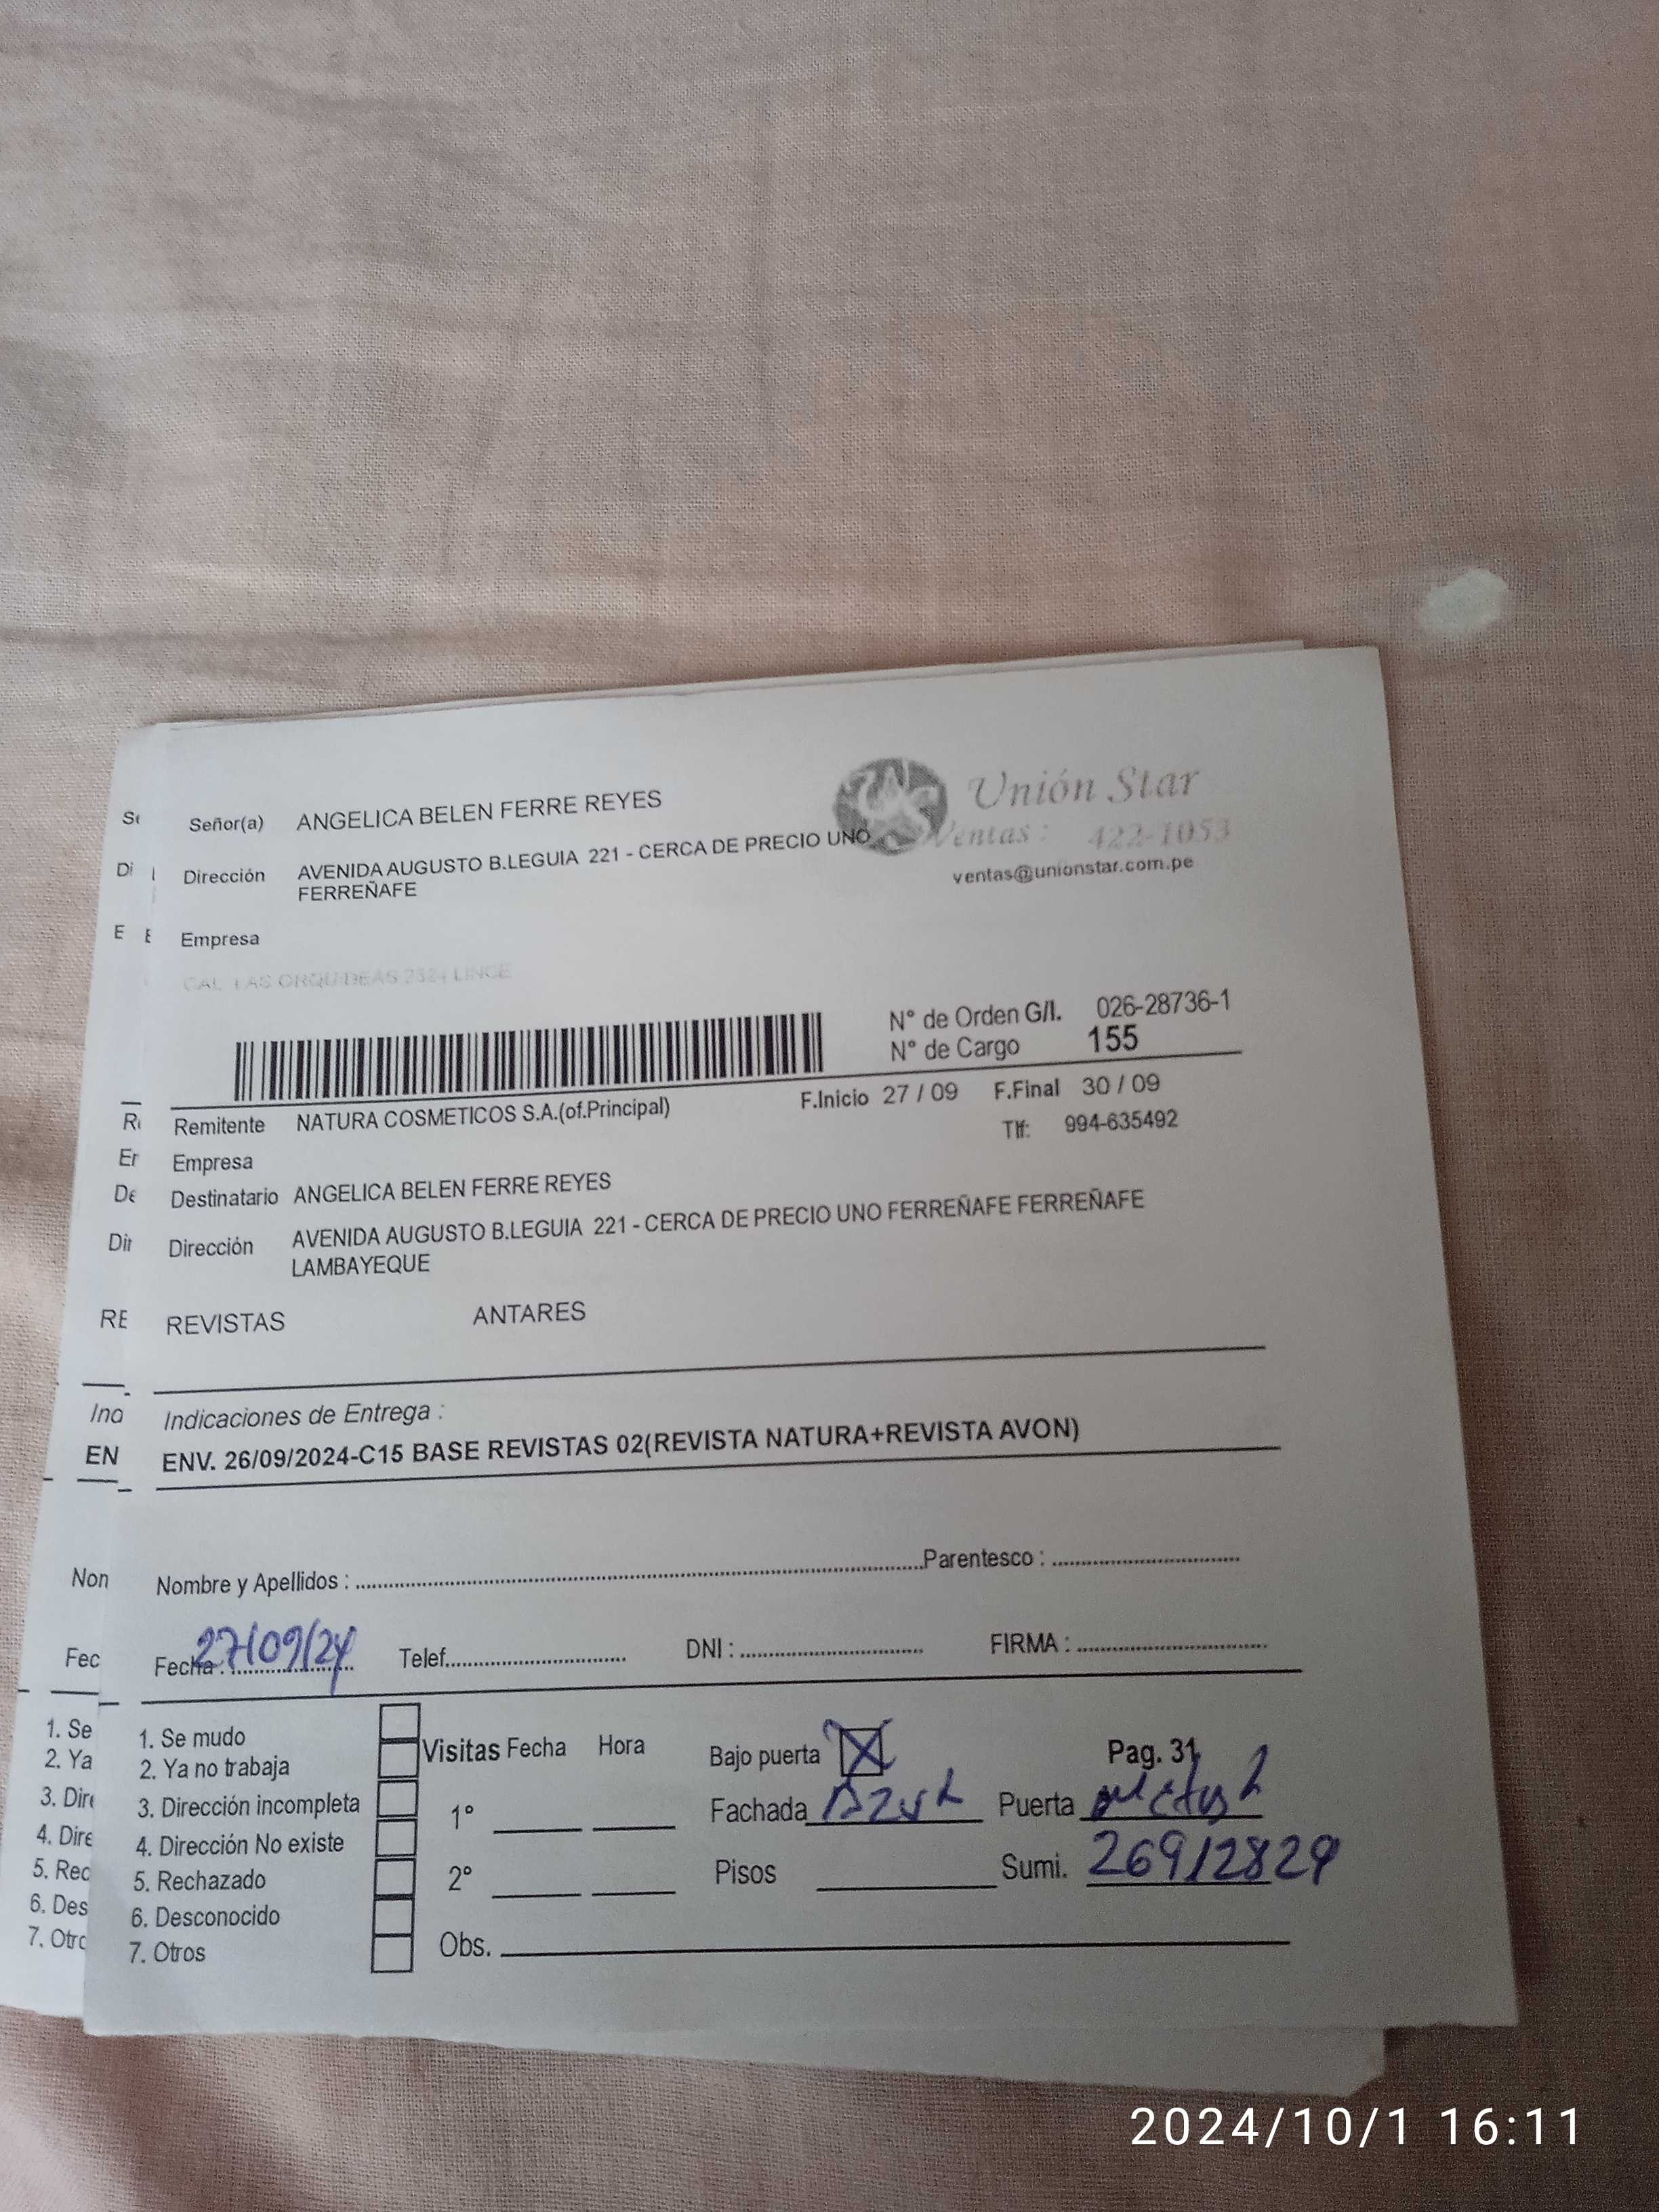 Señor(a) ANGELICA BELEN FERRE REYES
Unión Star
Ventas: 422-1053
ventas@unionstar.com.pe
Dirección AVENIDA AUGUSTO B.LEGUIA 221 - CERCA DE PRECIO UNO
FERREÑAFE
Empresa
CAL. LAS ORQUIDEAS LINCE
N° de Orden G/I. 026-28736-1
N° de Cargo 155
F.Inicio 27 / 09 F.Final 30 / 09
Remitente NATURA COSMETICOS S.A.(of.Principal)
Tlf: 994-635492
Empresa
Destinatario ANGELICA BELEN FERRE REYES
Dirección AVENIDA AUGUSTO B.LEGUIA 221 - CERCA DE PRECIO UNO FERREÑAFE FERREÑAFE
LAMBAYEQUE
REVISTAS ANTARES
Indicaciones de Entrega :
ENV. 26/09/2024-C15 BASE REVISTAS 02(REVISTA NATURA+REVISTA AVON)
Nombre y Apellidos : Parentesco :
Fecha : 27/09/24 Telef. DNI : FIRMA :
1. Se mudo
2. Ya no trabaja
3. Dirección incompleta
4. Dirección No existe
5. Rechazado
6. Desconocido
7. Otros
Visitas Fecha Hora
1°
2°
Obs.
Bajo puerta X Pag. 31
Fachada Puerta
Pisos Sumi. 26912829
2024/10/1 16:11